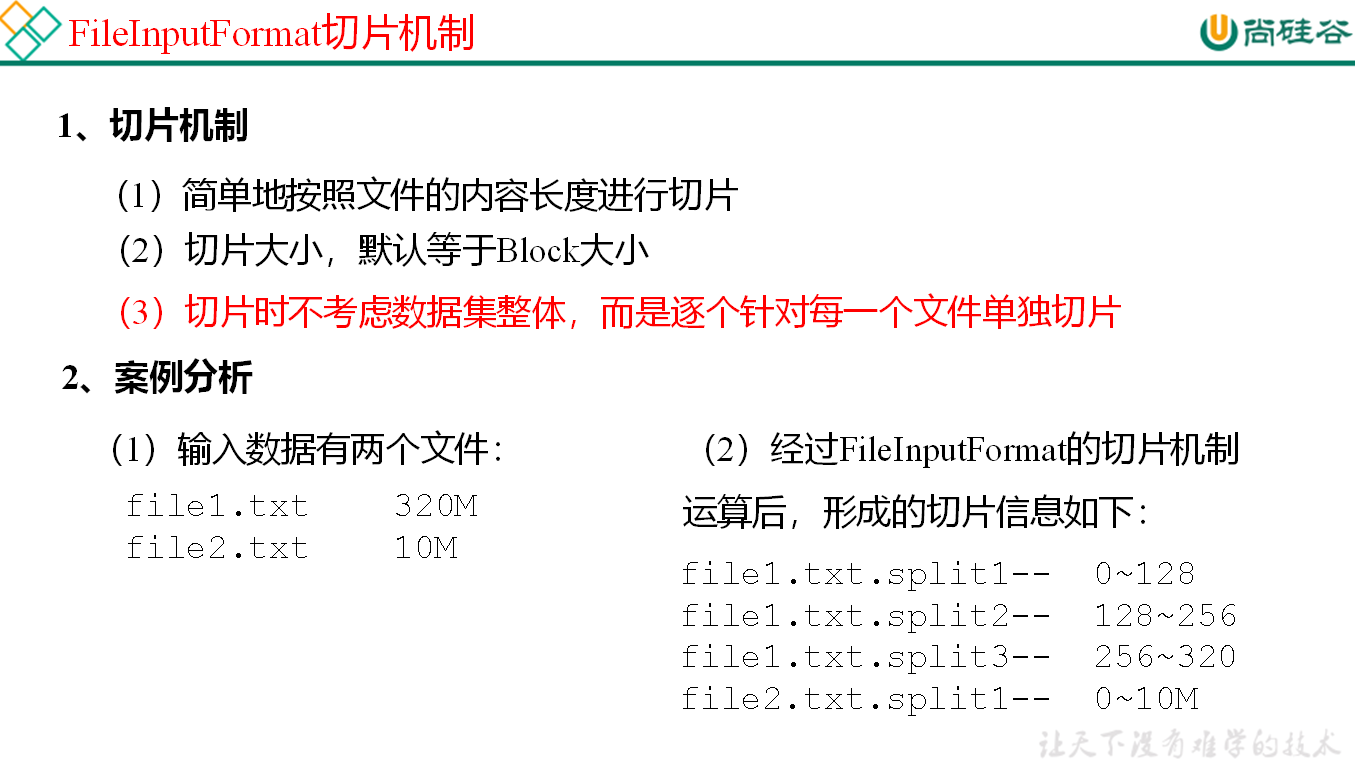 FileInputFormat切片机制
尚硅谷
1、切片机制
（1）简单地按照文件的内容长度进行切片
（2）切片大小，默认等于Block大小
（3）切片时不考虑数据集整体，而是逐个针对每一个文件单独切片
2、案例分析
（1）输入数据有两个文件：
file1.txt 320M
file2.txt 10M
（2）经过FileInputFormat的切片机制
运算后，形成的切片信息如下：
file1.txt.split1-- 0~128
file1.txt.split2-- 128~256
file1.txt.split3-- 256~320
file2.txt.split1-- 0~10M
让天下没有难学的技术